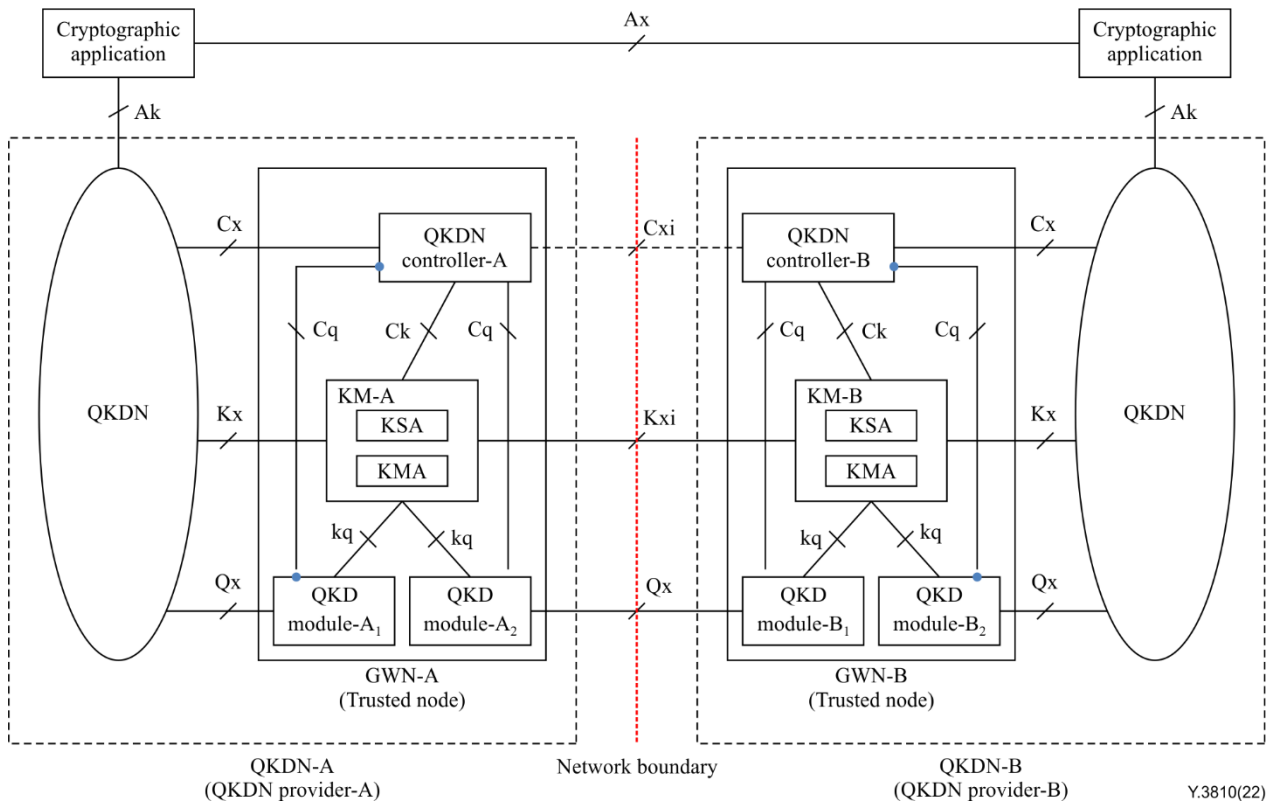 Cryptographic
application
Ax
Cryptographic
application
Ak
Ak
Cx
QKDN
controller-A
Cxi
QKDN
controller-B
Cx
Cq
Ck
Cq
Cq
Ck
Cq
QKDN
Kx
KM-A
KSA
KMA
Kxi
KM-B
KSA
KMA
Kx
QKDN
kq
kq
kq
kq
Qx
QKD
module-A₁
QKD
module-A₂
Qx
QKD
module-B₁
QKD
module-B₂
Qx
GWN-A
(Trusted node)
GWN-B
(Trusted node)
QKDN-A
(QKDN provider-A)
Network boundary
QKDN-B
(QKDN provider-B)
Y.3810(22)